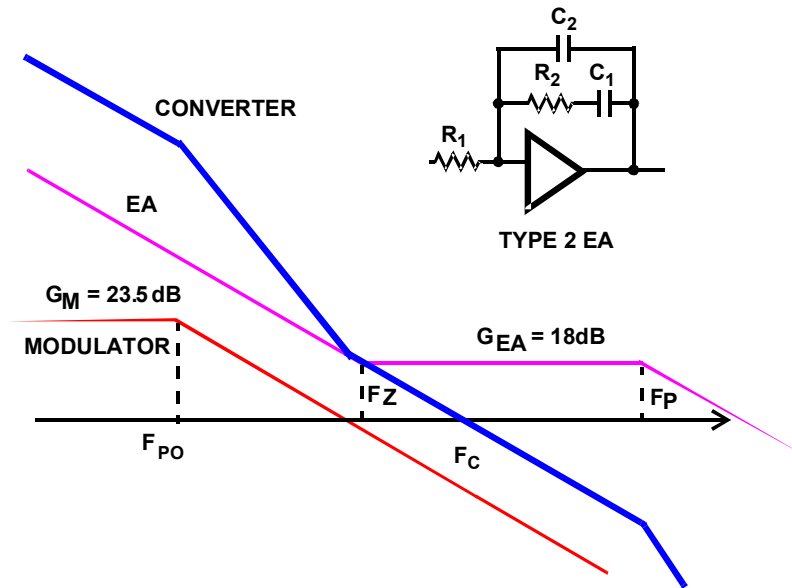 C2
R2 C1
CONVERTER
R1
EA
TYPE 2 EA
GM = 23.5 dB
GEA = 18dB
MODULATOR
FZ
FP
FPO
FC